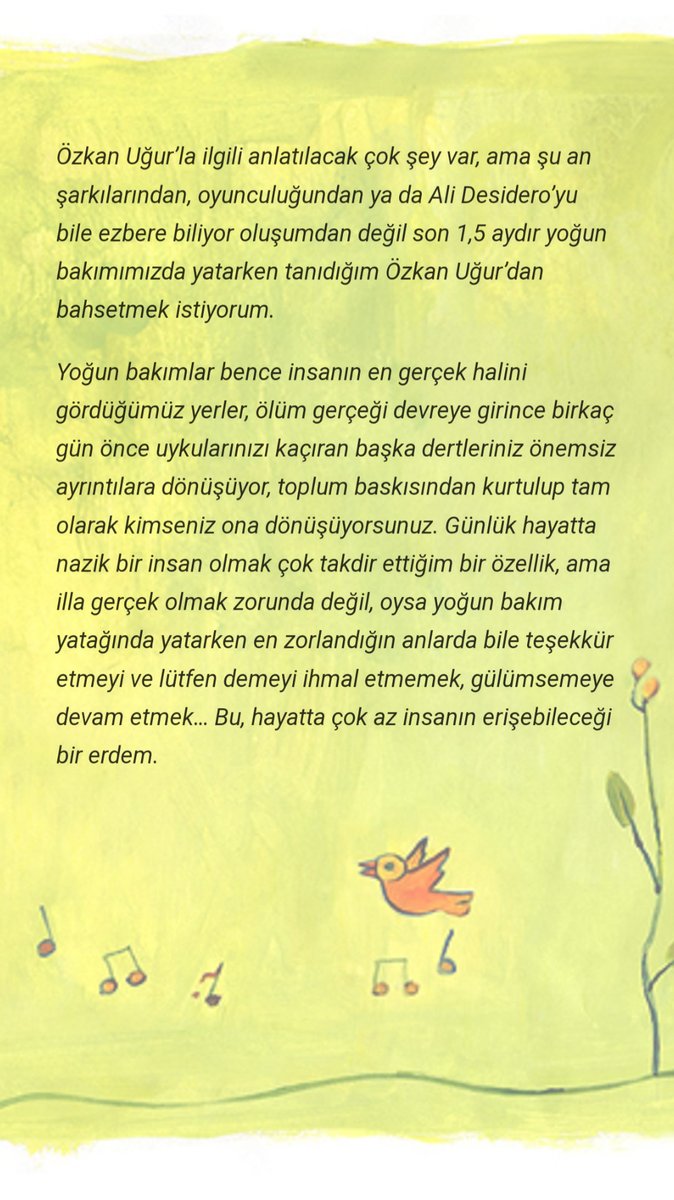 Özkan Uğur’la ilgili anlatılacak çok şey var, ama şu an
şarkılarından, oyunculuğundan ya da Ali Desidero’yu
bile ezbere biliyor oluşumdan değil son 1,5 aydır yoğun
bakımımızda yatarken tanıdığım Özkan Uğur’dan
bahsetmek istiyorum.
Yoğun bakımlar bence insanın en gerçek halini
gördüğümüz yerler, ölüm gerçeği devreye girince birkaç
gün önce uykularınızı kaçıran başka dertleriniz önemsiz
ayrıntılara dönüşüyor, toplum baskısından kurtulup tam
olarak kimseniz ona dönüşüyorsunuz. Günlük hayatta
nazik bir insan olmak çok takdir ettiğim bir özellik, ama
illa gerçek olmak zorunda değil, oysa yoğun bakım
yatağında yatarken en zorlandığın anlarda bile teşekkür
etmeyi ve lütfen demeyi ihmal etmemek, gülümsemeye
devam etmek… Bu, hayatta çok az insanın erişebileceği
bir erdem.